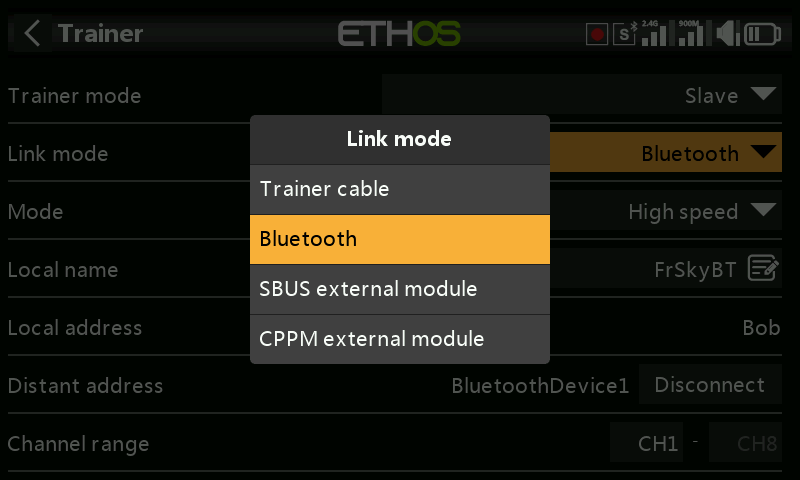 Trainer
ETHOS
S
2.4G
900M
Trainer mode
Slave
Link mode
Bluetooth
Mode
High speed
Local name
FrSkyBT
Local address
Bob
Distant address
BluetoothDevice1
Disconnect
Channel range
CH1 - CH8
Link mode
Trainer cable
Bluetooth
SBUS external module
CPPM external module